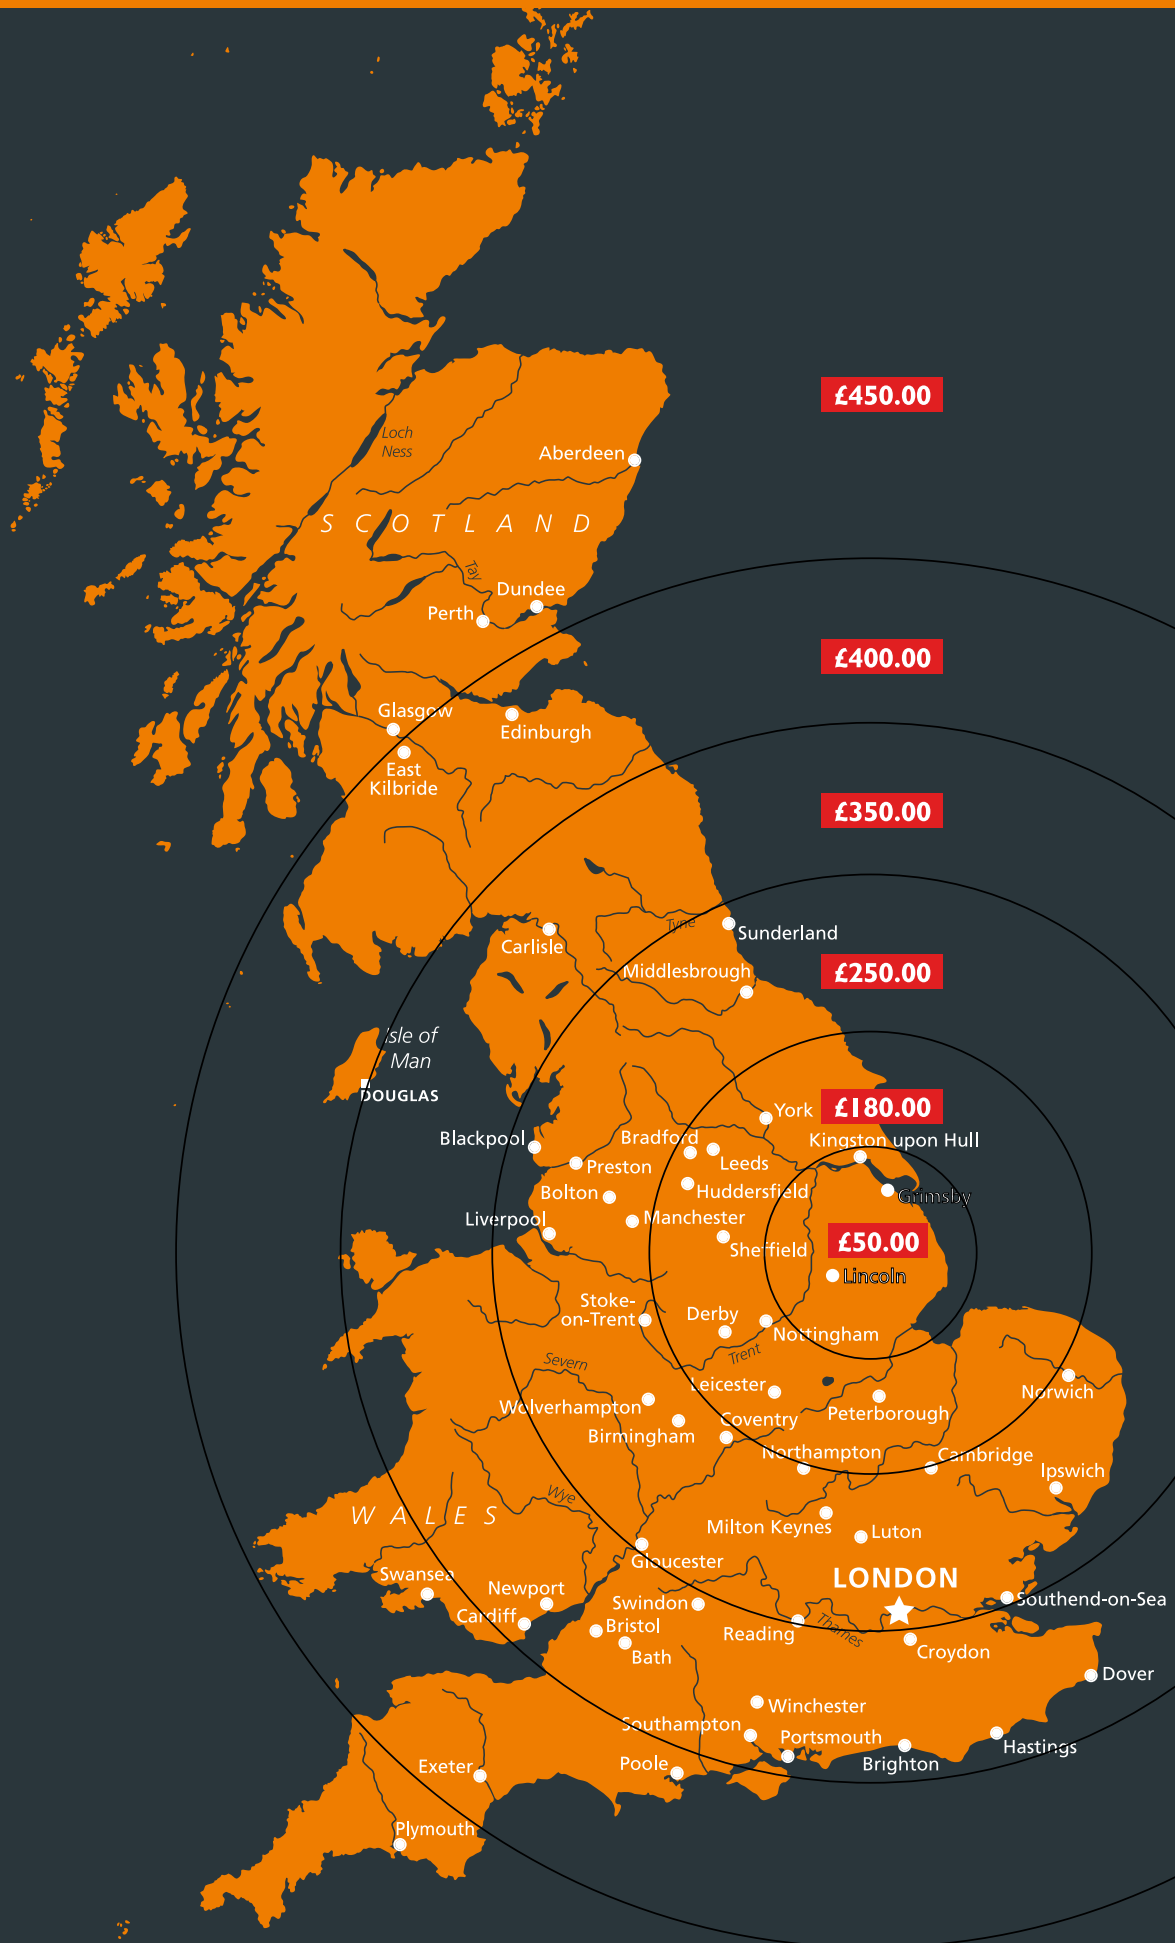 £450.00
Loch
Ness
Aberdeen
SCOTLAND
Tay
Dundee
Perth
£400.00
Glasgow
Edinburgh
East
Kilbride
£350.00
Tyne
Sunderland
Carlisle
Middlesbrough
£250.00
Isle of
Man
DOUGLAS
York
£180.00
Blackpool
Bradford
Kingston upon Hull
Preston
Leeds
Bolton
Huddersfield
Grimsby
Liverpool
Manchester
Sheffield
£50.00
Lincoln
Stoke-
on-Trent
Derby
Nottingham
Trent
Severn
Leicester
Norwich
Wolverhampton
Coventry
Peterborough
Birmingham
Northampton
Cambridge
Ipswich
Wye
WALES
Milton Keynes
Luton
Gloucester
Swansea
LONDON
Newport
Swindon
Southend-on-Sea
Cardiff
Bristol
Reading
Thames
Bath
Croydon
Dover
Winchester
Southampton
Portsmouth
Hastings
Exeter
Poole
Brighton
Plymouth